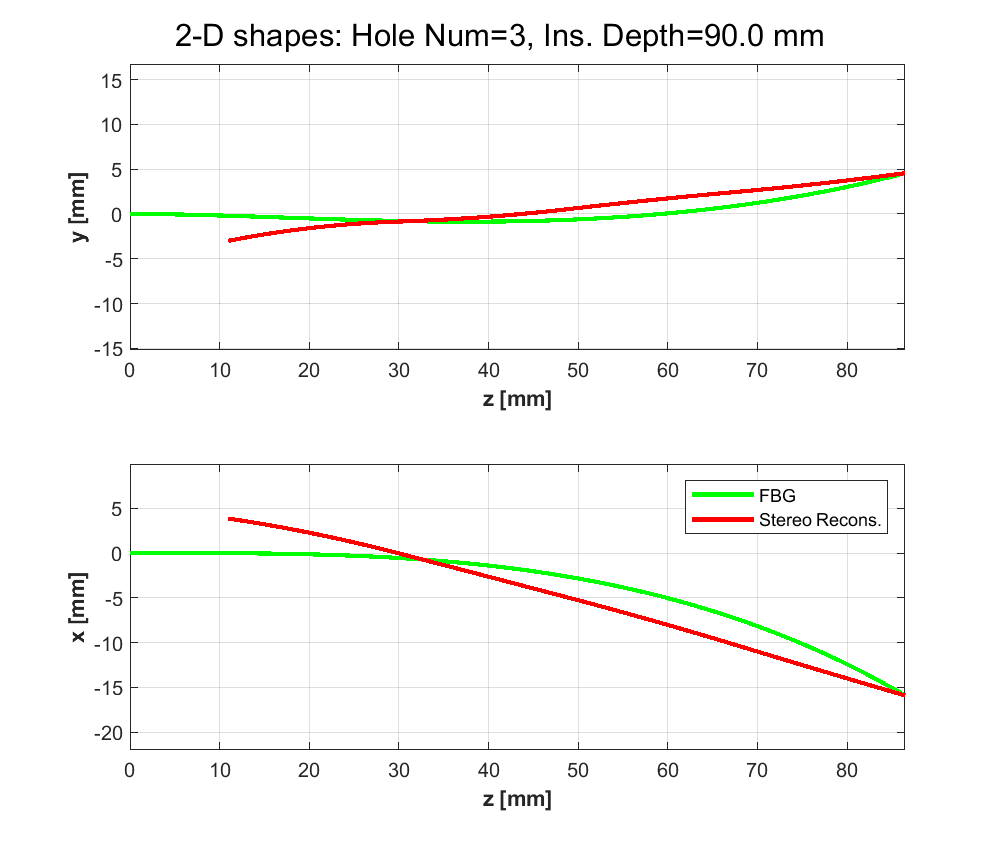 2-D shapes: Hole Num=3, Ins. Depth=90.0 mm
15
10
5
0
-5
-10
-15
y [mm]
0 10 20 30 40 50 60 70 80
z [mm]
5
0
-5
-10
-15
-20
x [mm]
FBG
Stereo Recons.
0 10 20 30 40 50 60 70 80
z [mm]